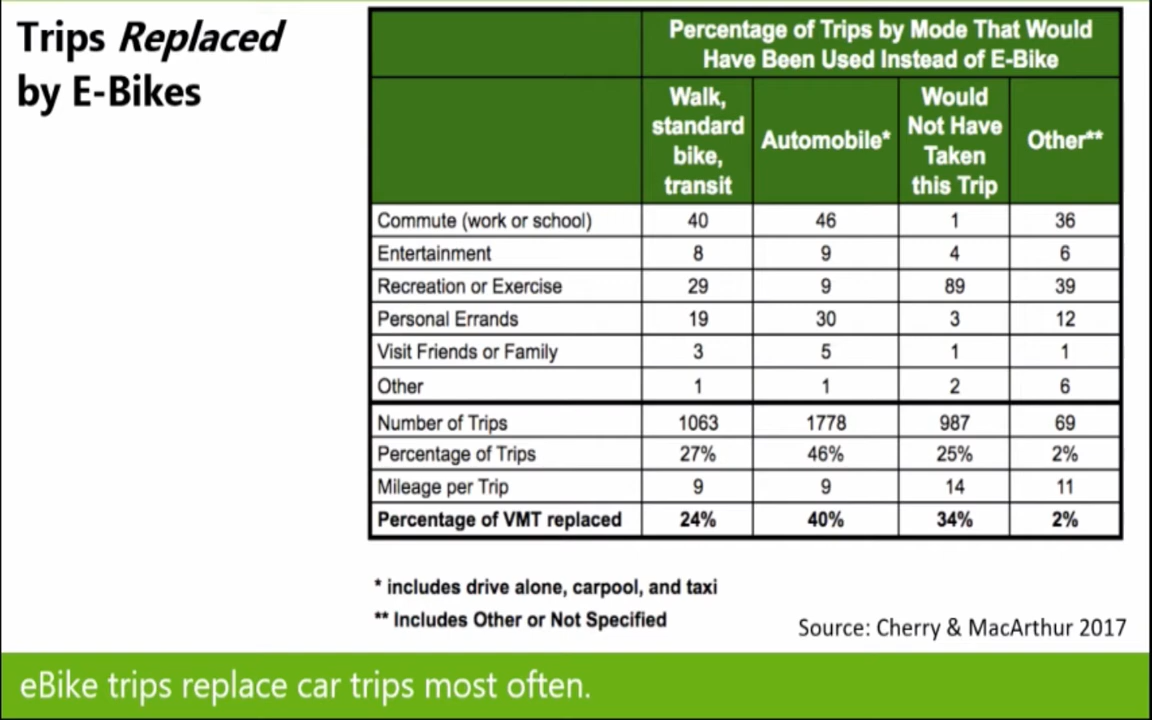 Trips Replaced
by E-Bikes
Percentage of Trips by Mode That Would
Have Been Used Instead of E-Bike
Walk,
standard
bike,
transit
Automobile*
Would
Not Have
Taken
this Trip
Other**
Commute (work or school) 40 46 1 36
Entertainment 8 9 4 6
Recreation or Exercise 29 9 89 39
Personal Errands 19 30 3 12
Visit Friends or Family 3 5 1 1
Other 1 1 2 6
Number of Trips 1063 1778 987 69
Percentage of Trips 27% 46% 25% 2%
Mileage per Trip 9 9 14 11
Percentage of VMT replaced 24% 40% 34% 2%
* includes drive alone, carpool, and taxi
** Includes Other or Not Specified
Source: Cherry & MacArthur 2017
eBike trips replace car trips most often.